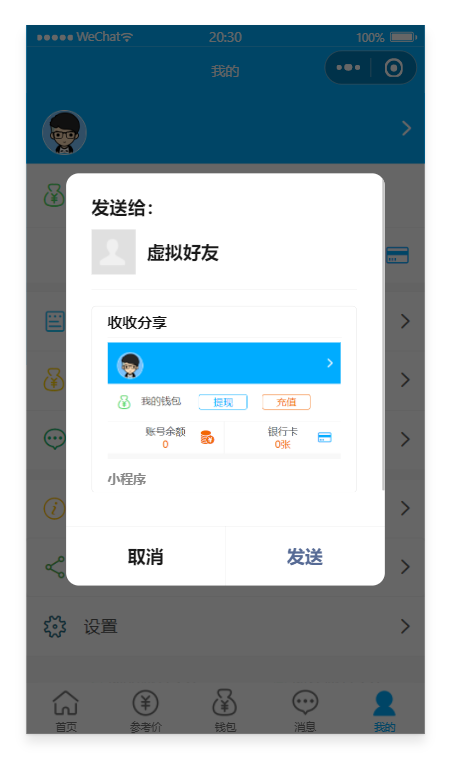 WeChat 20:30 100%
我的
发送给:
虚拟好友
收收分享
我的钱包 提现 充值
账号余额 银行卡
0 0张
小程序
取消 发送
设置
首页 参考价 钱包 消息 我的